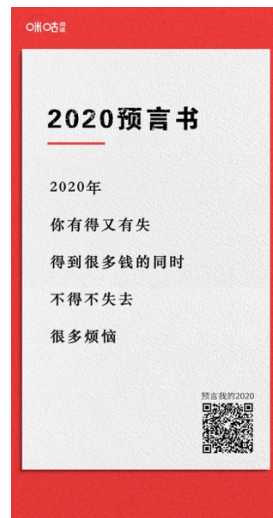 咪咕阅读
2020预言书
2020年
你有得又有失
得到很多钱的同时
不得不失去
很多烦恼
预言我的2020